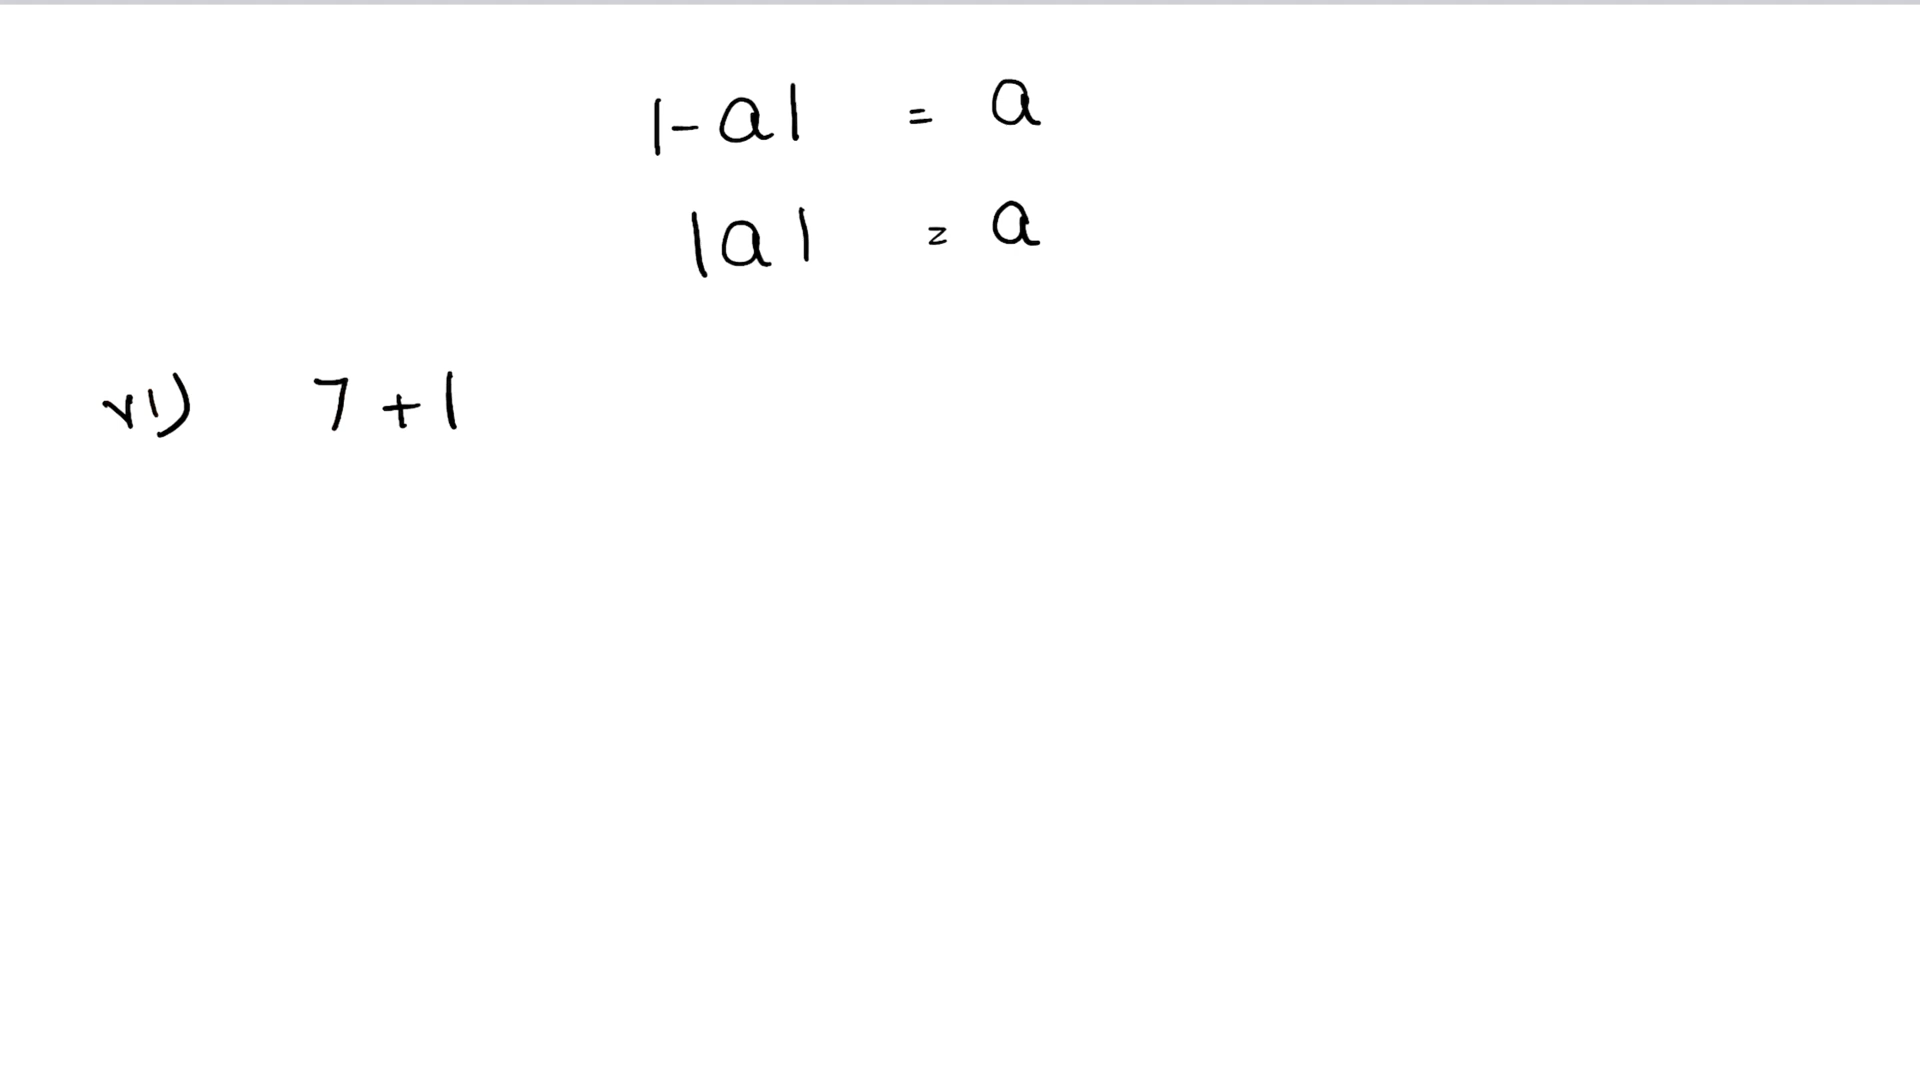 |-a| = a
|a| = a
vi) 7+|